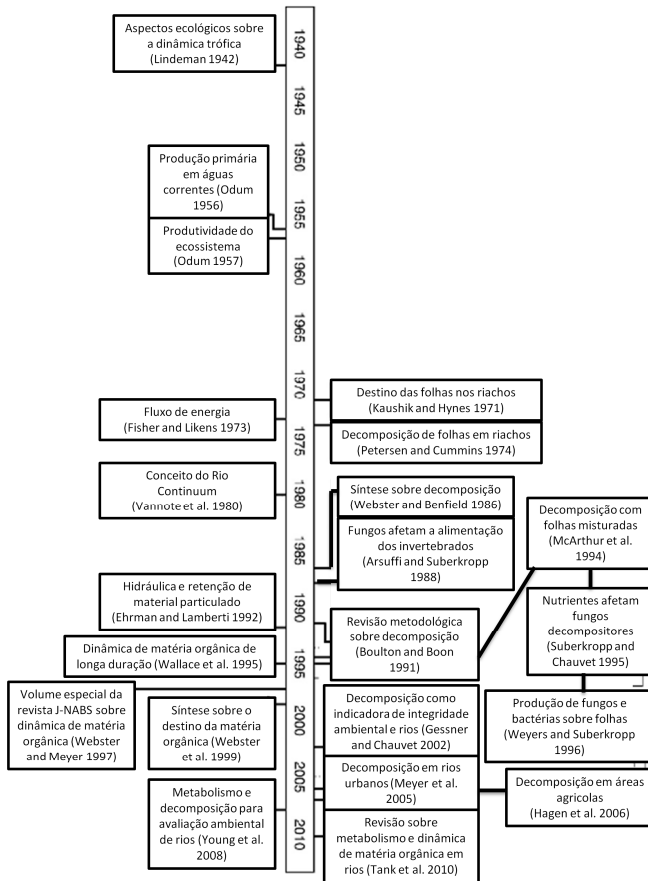 Aspectos ecológicos sobre
a dinâmica trófica
(Lindeman 1942)
Produção primária
em águas
correntes (Odum
1956)
Produtividade do
ecossistema
(Odum 1957)
Fluxo de energia
(Fisher and Likens 1973)
Conceito do Rio
Continuum
(Vannote et al. 1980)
Hidráulica e retenção de
material particulado
(Ehrman and Lamberti 1992)
Dinâmica de matéria orgânica de
longa duração (Wallace et al. 1995)
Volume especial da
revista J-NABS sobre
dinâmica de matéria
orgânica (Webster
and Meyer 1997)
Síntese sobre o
destino da matéria
orgânica (Webster
et al. 1999)
Metabolismo e
decomposição para
avaliação ambiental
de rios (Young et al.
2008)
1940
1945
1950
1955
1960
1965
1970
1975
1980
1985
1990
1995
2000
2005
2010
Destino das folhas nos riachos
(Kaushik and Hynes 1971)
Decomposição de folhas em riachos
(Petersen and Cummins 1974)
Síntese sobre decomposição
(Webster and Benfield 1986)
Fungos afetam a alimentação
dos invertebrados
(Arsuffi and Suberkropp
1988)
Revisão metodológica
sobre decomposição
(Boulton and Boon
1991)
Decomposição como
indicadora de integridade
ambiental e rios (Gessner
and Chauvet 2002)
Decomposição em rios
urbanos (Meyer et al.
2005)
Revisão sobre
metabolismo e dinâmica
de matéria orgânica em
rios (Tank et al. 2010)
Decomposição com
folhas misturadas
(McArthur et al.
1994)
Nutrientes afetam
fungos
decompositores
(Suberkropp and
Chauvet 1995)
Produção de fungos e
bactérias sobre folhas
(Weyers and Suberkropp
1996)
Decomposição em áreas
agricolas
(Hagen et al. 2006)